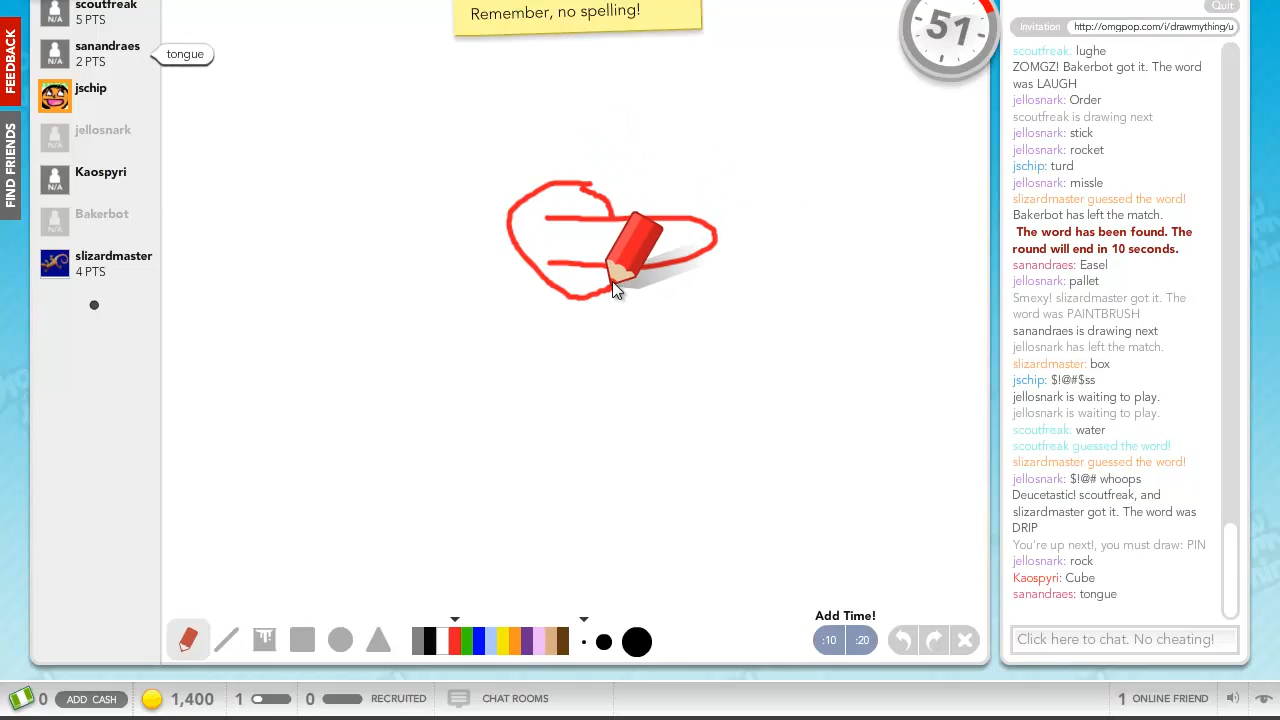 FEEDBACK
FIND FRIENDS
scoutfreak
5 PTS
sanandraes
2 PTS
tongue
N/A
jschip
jellosnark
N/A
Kaospyri
N/A
Bakerbot
N/A
slizardmaster
4 PTS
Remember, no spelling!
51
Quit
Invitation http://omgpop.com/i/drawmything/u
scoutfreak: lughe
ZOMGZ! Bakerbot got it. The word
was LAUGH
jellosnark: Order
scoutfreak is drawing next
jellosnark: stick
jellosnark: rocket
jschip: turd
jellosnark: missle
slizardmaster guessed the word!
Bakerbot has left the match.
The word has been found. The
round will end in 10 seconds.
sanandraes: Easel
jellosnark: pallet
Smexy! slizardmaster got it. The
word was PAINTBRUSH
sanandraes is drawing next
jellosnark has left the match.
slizardmaster: box
jschip: $!@#$ss
jellosnark is waiting to play.
jellosnark is waiting to play.
scoutfreak: water
scoutfreak guessed the word!
slizardmaster guessed the word!
jellosnark: $!@# whoops
Deucetastic! scoutfreak, and
slizardmaster got it. The word was
DRIP
You're up next!, you must draw: PIN
jellosnark: rock
Kaospyri: Cube
sanandraes: tongue
Click here to chat. No cheating!
Add Time!
:10 :20
0 ADD CASH 1,400 1 0 RECRUITED CHAT ROOMS 1 ONLINE FRIEND